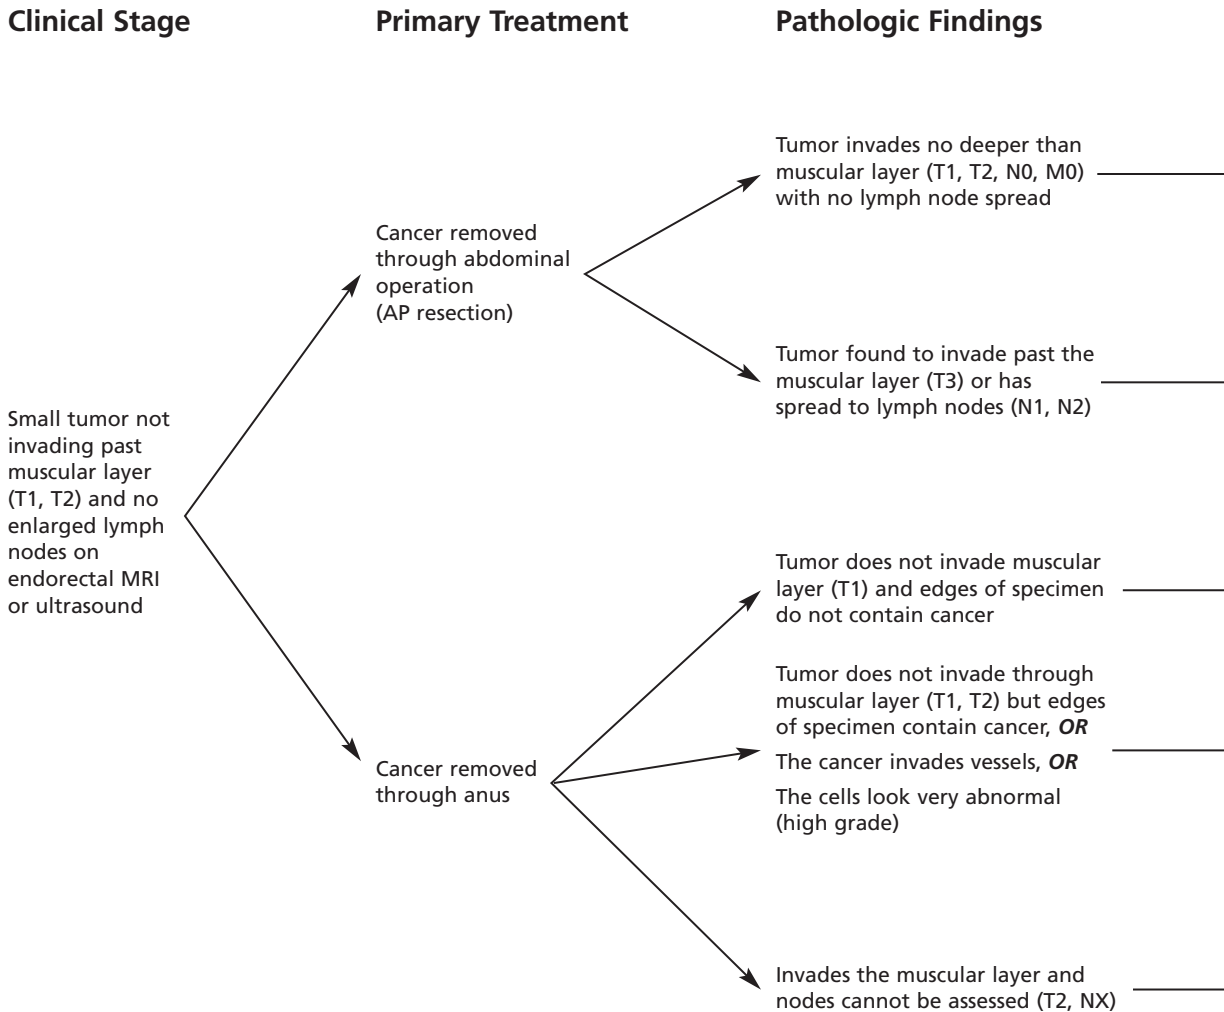 Clinical Stage
Primary Treatment
Pathologic Findings
Small tumor not
invading past
muscular layer
(T1, T2) and no
enlarged lymph
nodes on
endorectal MRI
or ultrasound
Cancer removed
through abdominal
operation
(AP resection)
Cancer removed
through anus
Tumor invades no deeper than
muscular layer (T1, T2, N0, M0)
with no lymph node spread
Tumor found to invade past the
muscular layer (T3) or has
spread to lymph nodes (N1, N2)
Tumor does not invade muscular
layer (T1) and edges of specimen
do not contain cancer
Tumor does not invade through
muscular layer (T1, T2) but edges
of specimen contain cancer, OR
The cancer invades vessels, OR
The cells look very abnormal
(high grade)
Invades the muscular layer and
nodes cannot be assessed (T2, NX)